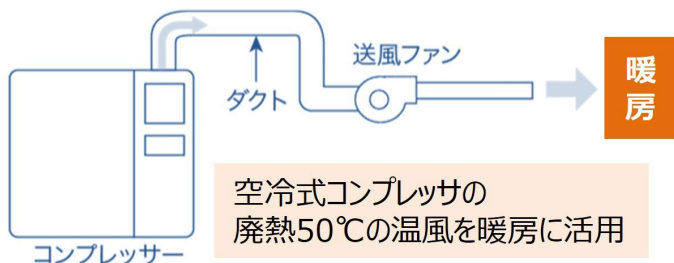 送風ファン
暖房
ダクト
空冷式コンプレッサの
廃熱50℃の温風を暖房に活用
コンプレッサー